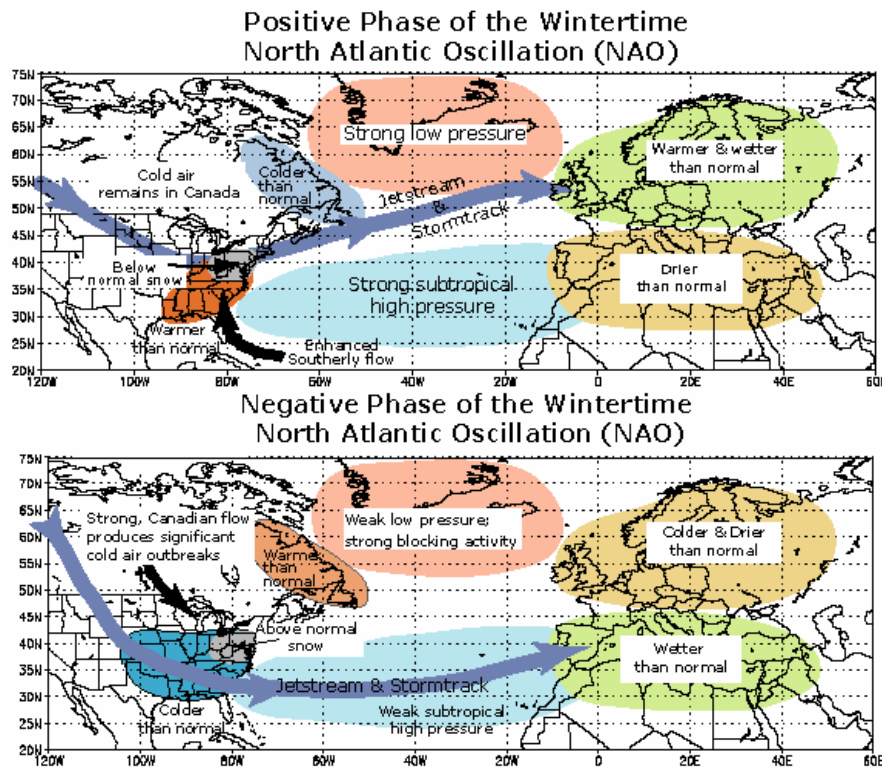 Positive Phase of the Wintertime
North Atlantic Oscillation (NAO)
75N
70N
65N
60N
55N
50N
45N
40N
35N
30N
25N
20N
Strong low pressure
Warmer & wetter
than normal
Cold air
remains in Canada
Colder
than
normal
Jetstream
&
Stormtrack
Below
normal snow
Strong subtropical
high pressure
Drier
than normal
Warmer
than normal
Enhanced
Southerly flow
120W
100W
80W
60W
40W
20W
0
20E
40E
60E
Negative Phase of the Wintertime
North Atlantic Oscillation (NAO)
75N
70N
65N
60N
55N
50N
45N
40N
35N
30N
25N
20N
Strong, Canadian flow
produces significant
cold air outbreaks
Weak low pressure;
strong blocking activity
Colder & Drier
than normal
Warmer
than
normal
Above normal
snow
Wetter
than normal
Jetstream & Stormtrack
Colder
than normal
Weak subtropical
high pressure
120W
100W
80W
60W
40W
20W
0
20E
40E
60E